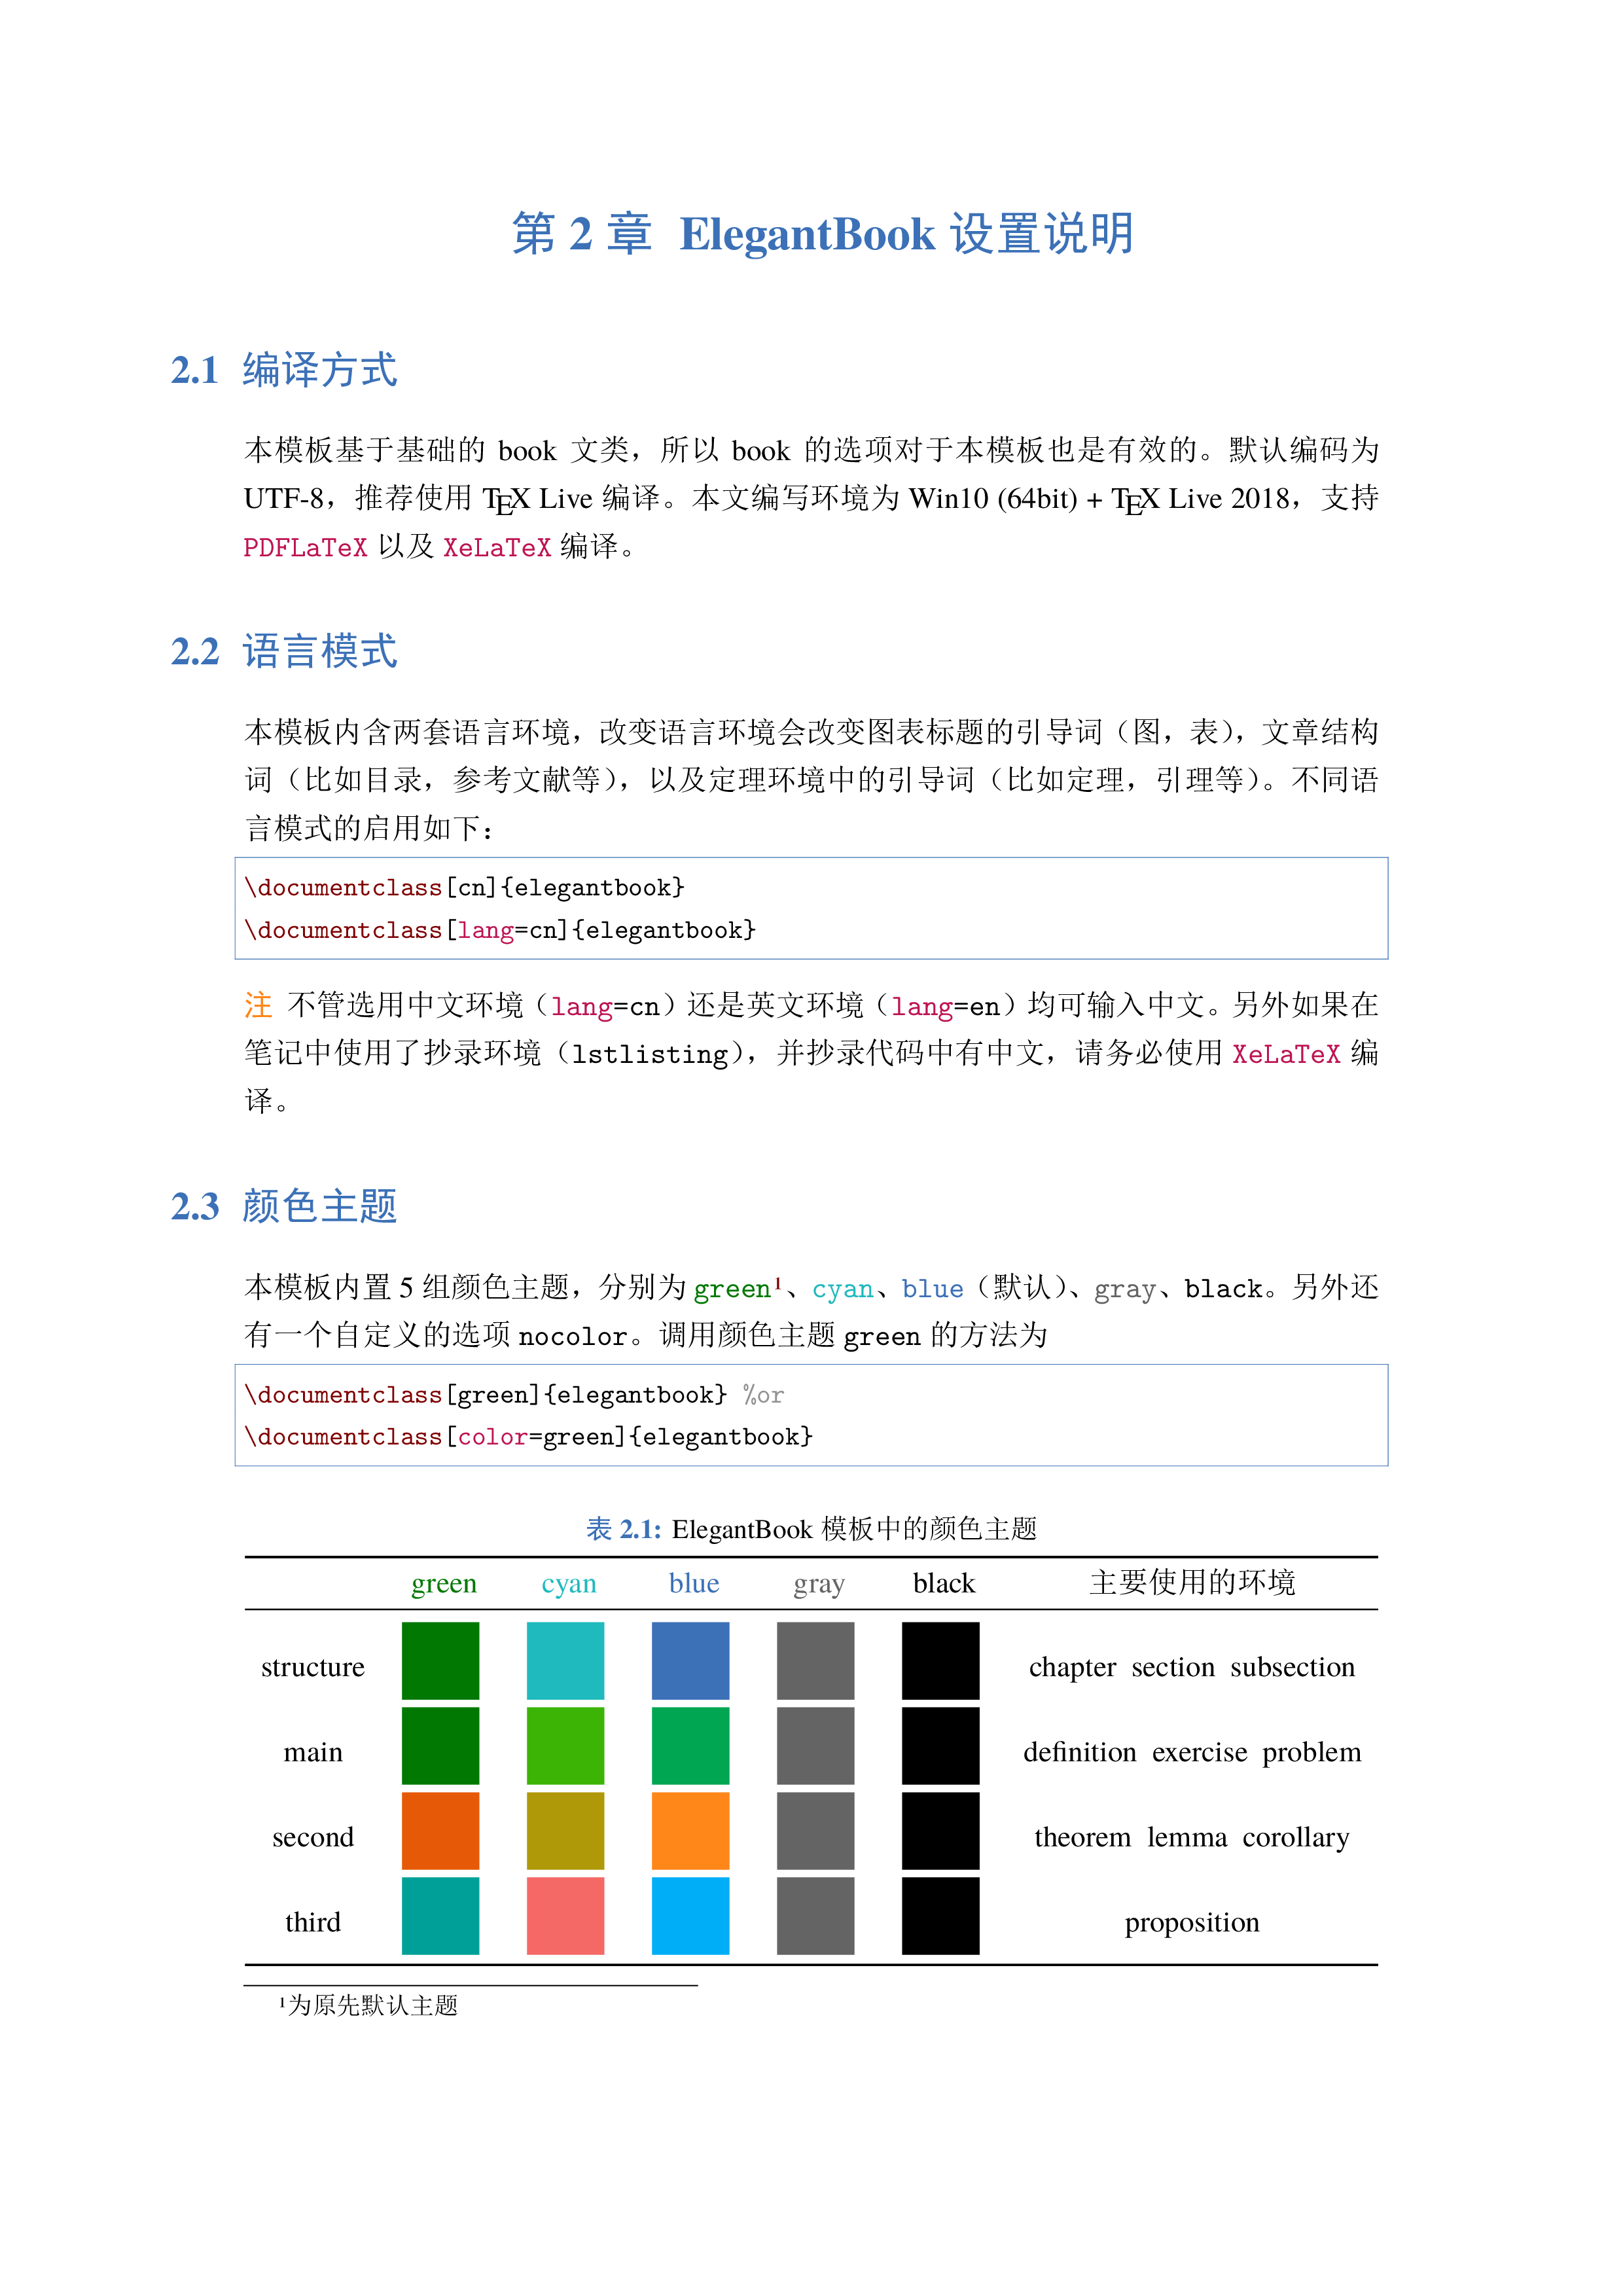 第 2 章 ElegantBook 设置说明
2.1 编译方式
本模板基于基础的 book 文类，所以 book 的选项对于本模板也是有效的。默认编码为
UTF-8，推荐使用 TEX Live 编译。本文编写环境为 Win10 (64bit) + TEX Live 2018，支持
PDFLaTeX 以及 XeLaTeX 编译。
2.2 语言模式
本模板内含两套语言环境，改变语言环境会改变图表标题的引导词（图，表），文章结构
词（比如目录，参考文献等），以及定理环境中的引导词（比如定理，引理等）。不同语
言模式的启用如下：
\documentclass[cn]{elegantbook}
\documentclass[lang=cn]{elegantbook}
注 不管选用中文环境（lang=cn）还是英文环境（lang=en）均可输入中文。另外如果在
笔记中使用了抄录环境（lstlisting），并抄录代码中有中文，请务必使用 XeLaTeX 编
译。
2.3 颜色主题
本模板内置 5 组颜色主题，分别为 green¹、cyan、blue（默认）、gray、black。另外还
有一个自定义的选项 nocolor。调用颜色主题 green 的方法为
\documentclass[green]{elegantbook} %or
\documentclass[color=green]{elegantbook}
表 2.1: ElegantBook 模板中的颜色主题
green cyan blue gray black 主要使用的环境
structure chapter section subsection
main definition exercise problem
second theorem lemma corollary
third proposition
¹为原先默认主题